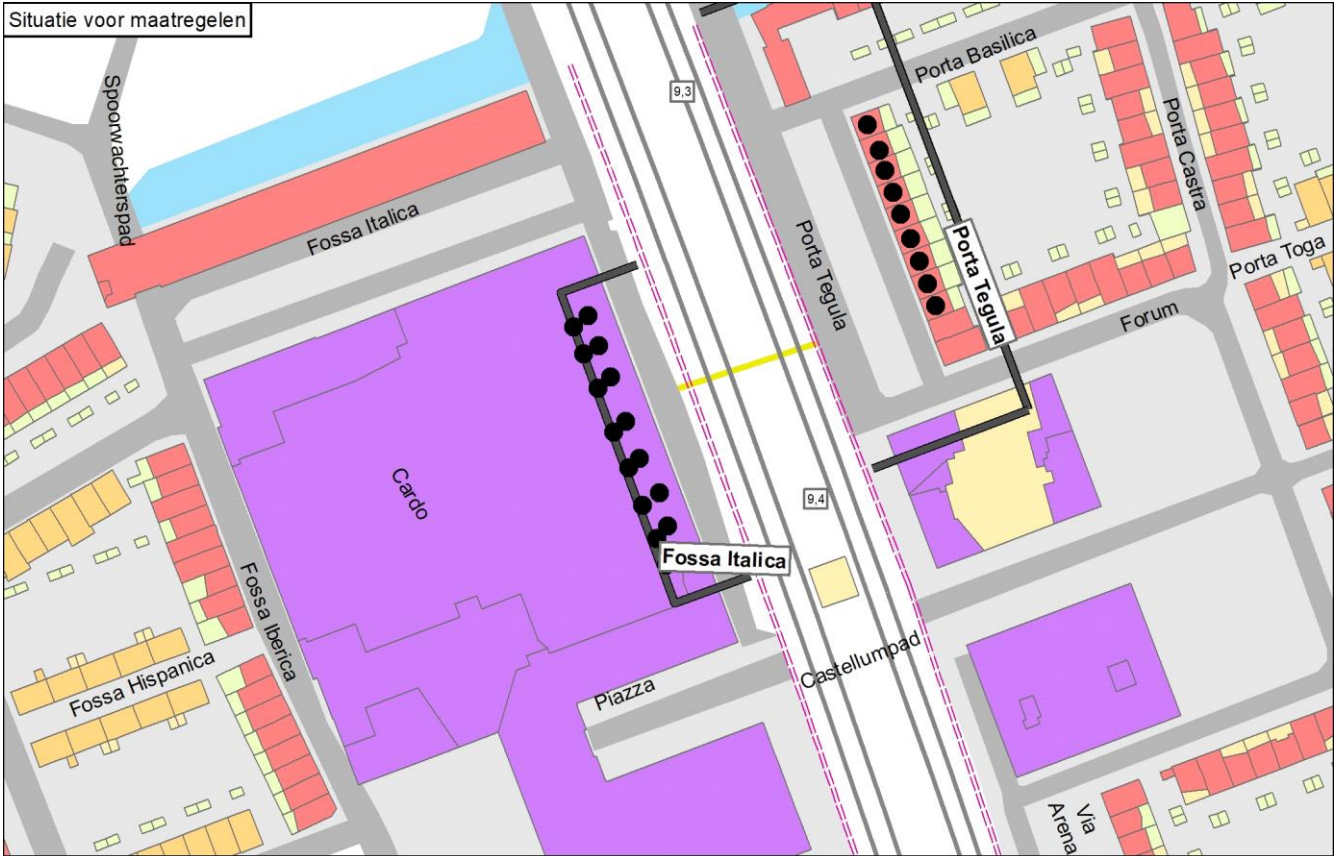 Situatie voor maatregelen
Spoorwachterspad
9,3
Porta Basilica
Porta Castra
Fossa Italica
Porta Tegula
Porta Tegula
Porta Toga
Forum
Cardo
9,4
Fossa Italica
Fossa Iberica
Fossa Hispanica
Piazza
Castellumpad
Via
Arena